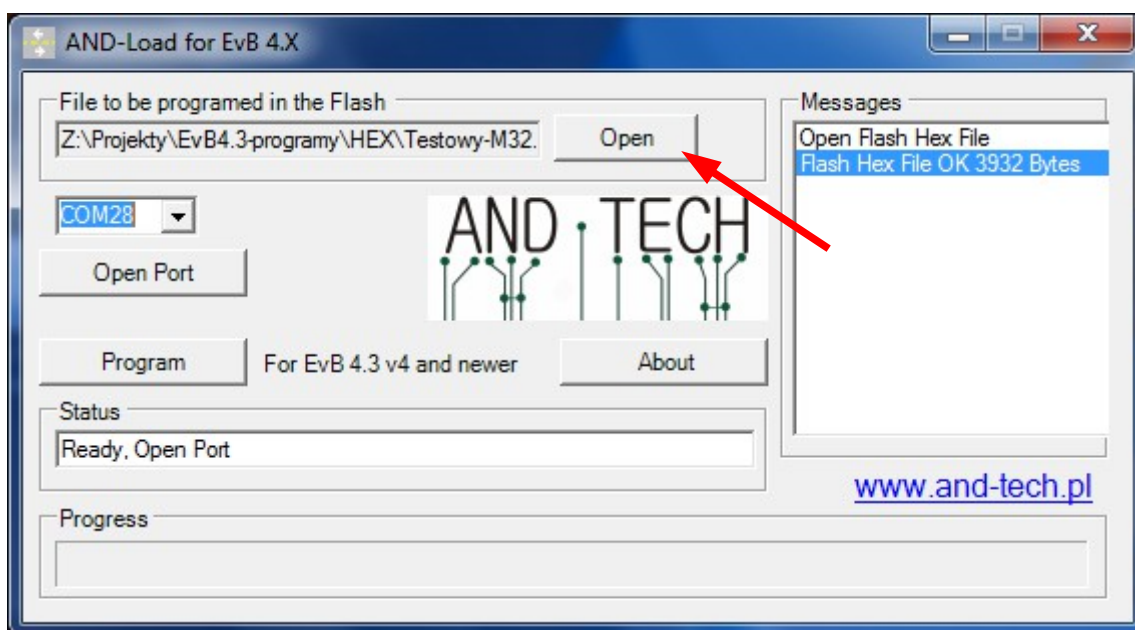 AND-Load for EvB 4.X
File to be programed in the Flash
Z:\Projekty\EvB4.3-programy\HEX\Testowy-M32.
Open
Messages
Open Flash Hex File
Flash Hex File OK 3932 Bytes
COM28
AND TECH
Open Port
Program
For EvB 4.3 v4 and newer
About
Status
Ready, Open Port
www.and-tech.pl
Progress